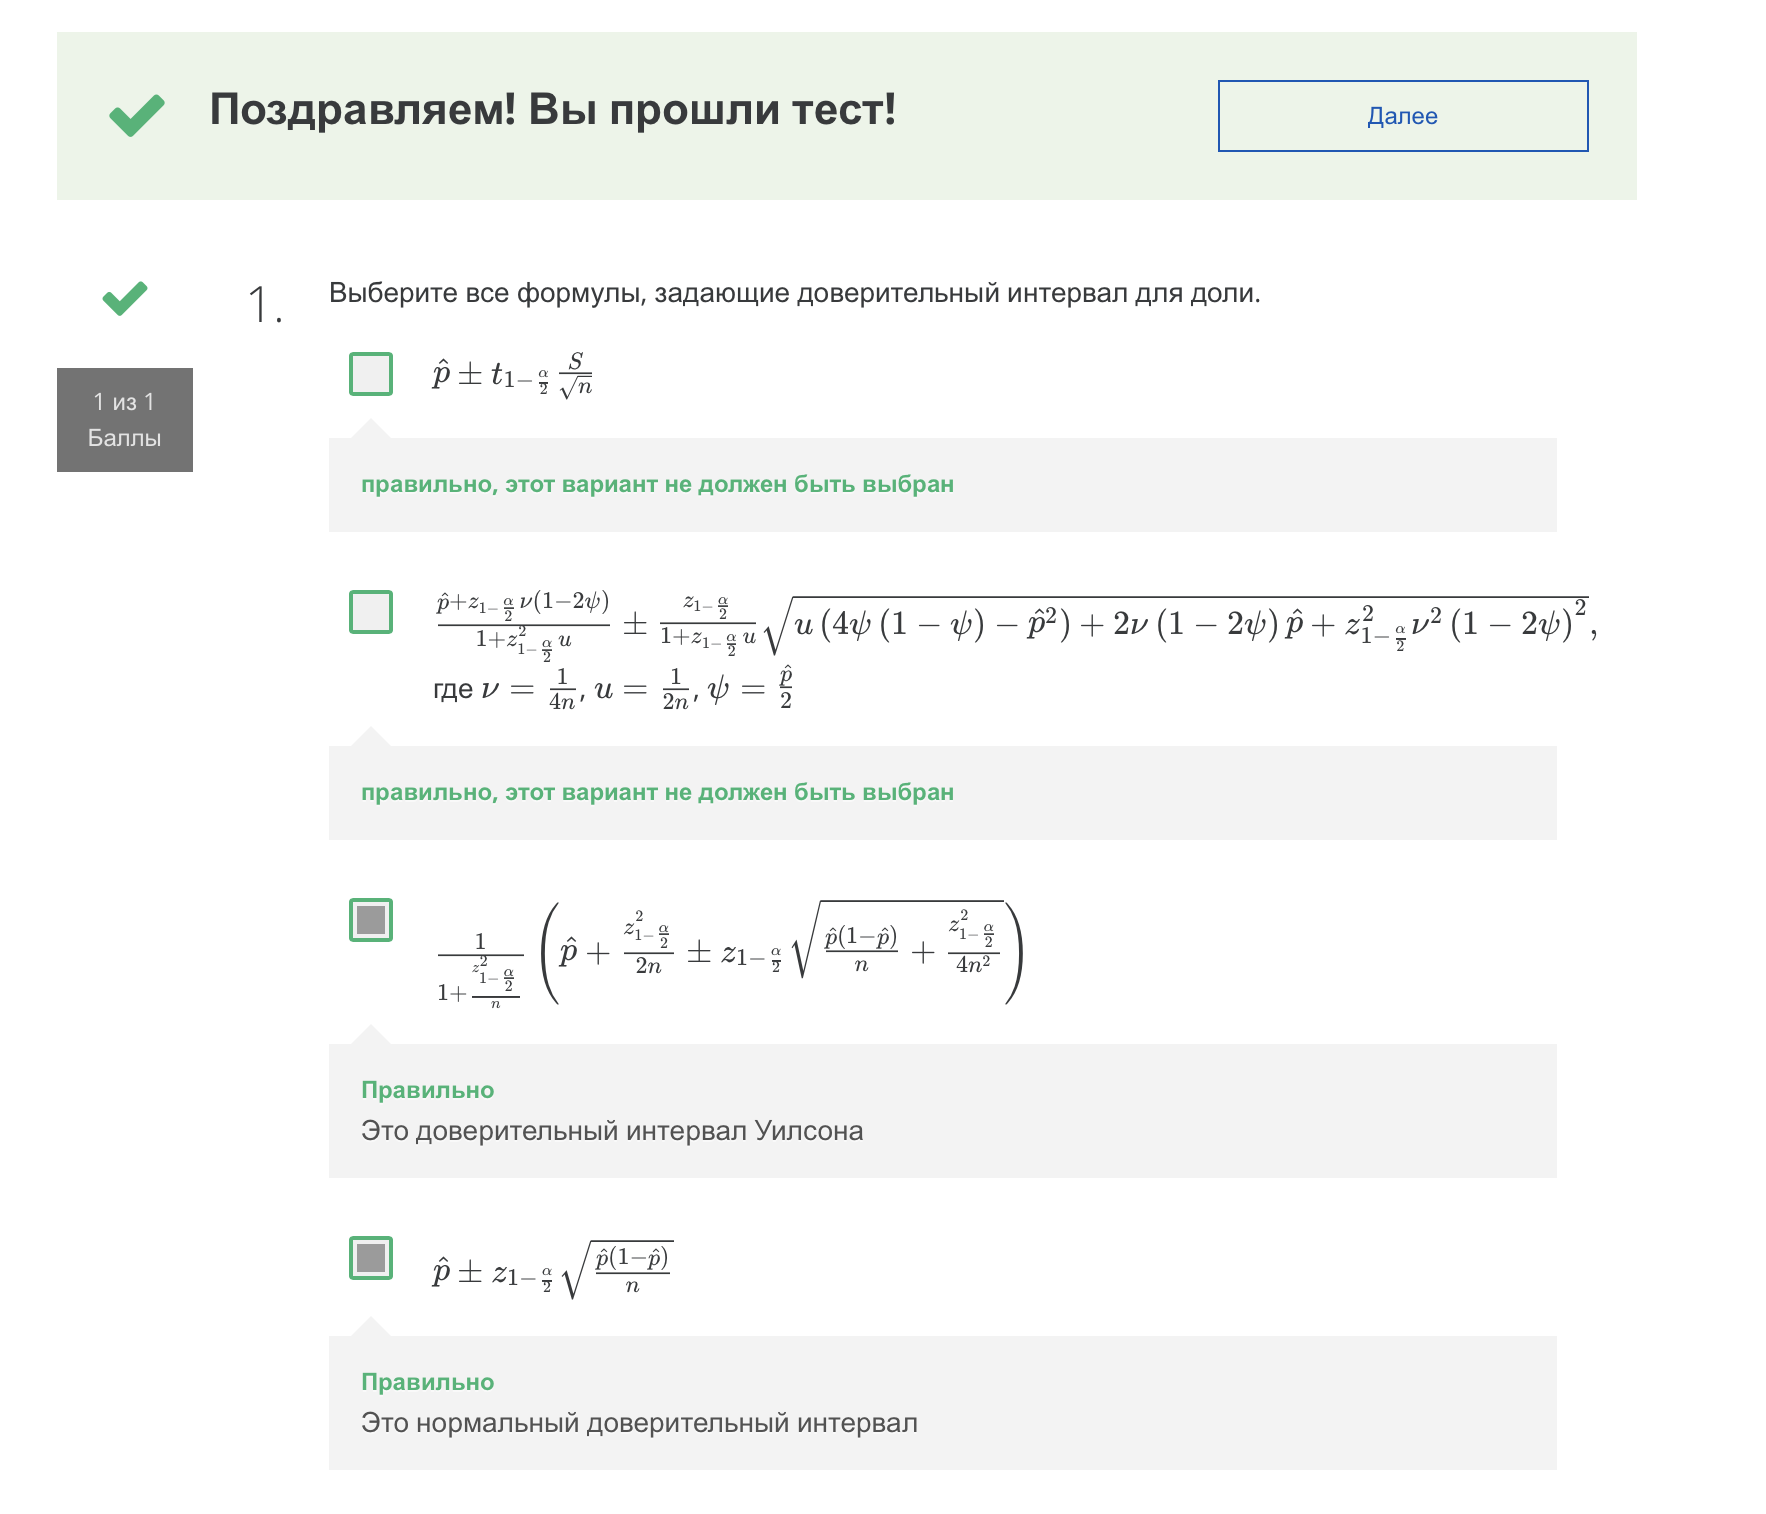 Поздравляем! Вы прошли тест!
Далее
1 из 1
Баллы
1.
Выберите все формулы, задающие доверительный интервал для доли.
$\hat{p} \pm t_{1-\frac{\alpha}{2}} \frac{S}{\sqrt{n}}$
правильно, этот вариант не должен быть выбран
$\frac{\hat{p}+z_{1-\frac{\alpha}{2}}\nu(1-2\psi)}{1+z^2_{1-\frac{\alpha}{2}}u} \pm \frac{z_{1-\frac{\alpha}{2}}}{1+z_{1-\frac{\alpha}{2}}u}\sqrt{u\left(4\psi\left(1-\psi\right)-\hat{p}^2\right)+2\nu\left(1-2\psi\right)\hat{p}+z^2_{1-\frac{\alpha}{2}}\nu^2\left(1-2\psi\right)^2}$,
где $\nu = \frac{1}{4n}$, $u = \frac{1}{2n}$, $\psi = \frac{\hat{p}}{2}$
правильно, этот вариант не должен быть выбран
$\frac{1}{1+\frac{z^2_{1-\frac{\alpha}{2}}}{n}}\left(\hat{p}+\frac{z^2_{1-\frac{\alpha}{2}}}{2n} \pm z_{1-\frac{\alpha}{2}}\sqrt{\frac{\hat{p}(1-\hat{p})}{n}+\frac{z^2_{1-\frac{\alpha}{2}}}{4n^2}}\right)$
Правильно
Это доверительный интервал Уилсона
$\hat{p} \pm z_{1-\frac{\alpha}{2}}\sqrt{\frac{\hat{p}(1-\hat{p})}{n}}$
Правильно
Это нормальный доверительный интервал